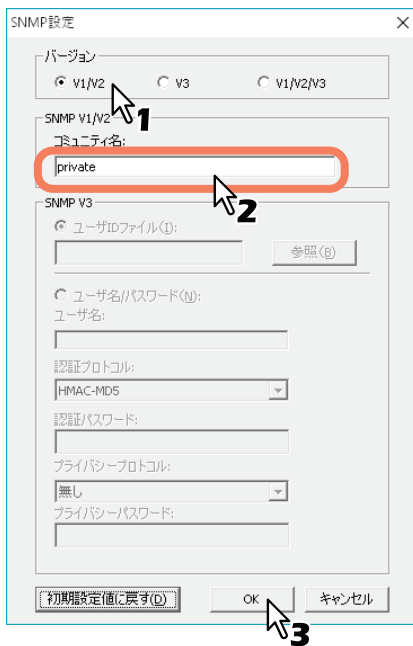 SNMP設定
バージョン
V1/V2 V3 V1/V2/V3
1
SNMP V1/V2
コミュニティ名:
private
2
SNMP V3
ユーザIDファイル(I):
参照(B)
ユーザ名/パスワード(N):
ユーザ名:
認証プロトコル:
HMAC-MD5
認証パスワード:
プライバシープロトコル:
無し
プライバシーパスワード:
初期設定値に戻す(D) OK キャンセル
3